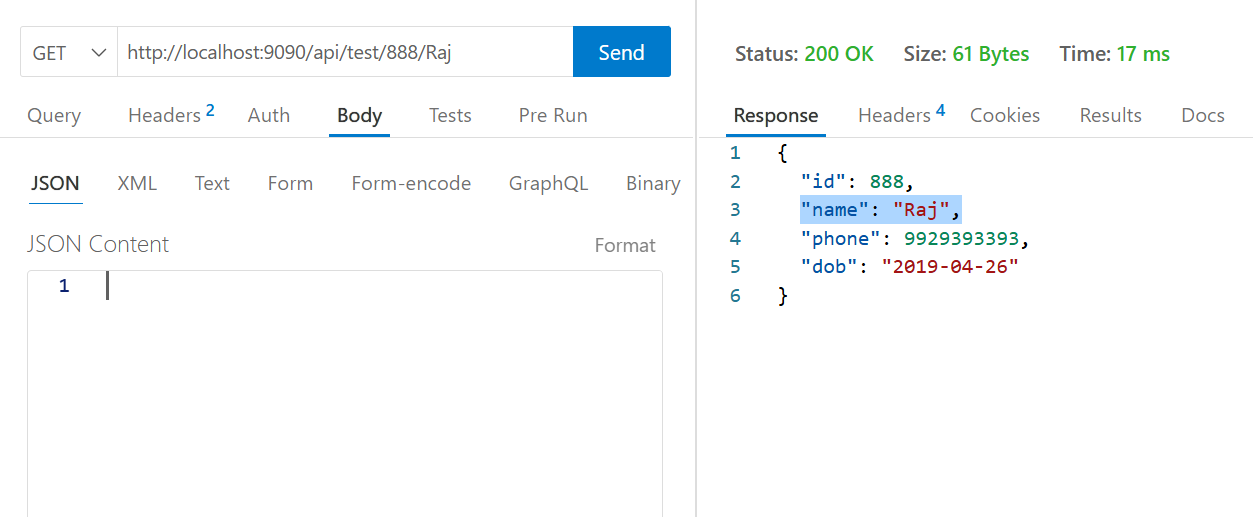 GET http://localhost:9090/api/test/888/Raj Send
Query Headers 2 Auth Body Tests Pre Run
JSON XML Text Form Form-encode GraphQL Binary
JSON Content Format
1
Status: 200 OK Size: 61 Bytes Time: 17 ms
Response Headers 4 Cookies Results Docs
1 {
2 "id": 888,
3 "name": "Raj",
4 "phone": 9929393393,
5 "dob": "2019-04-26"
6 }